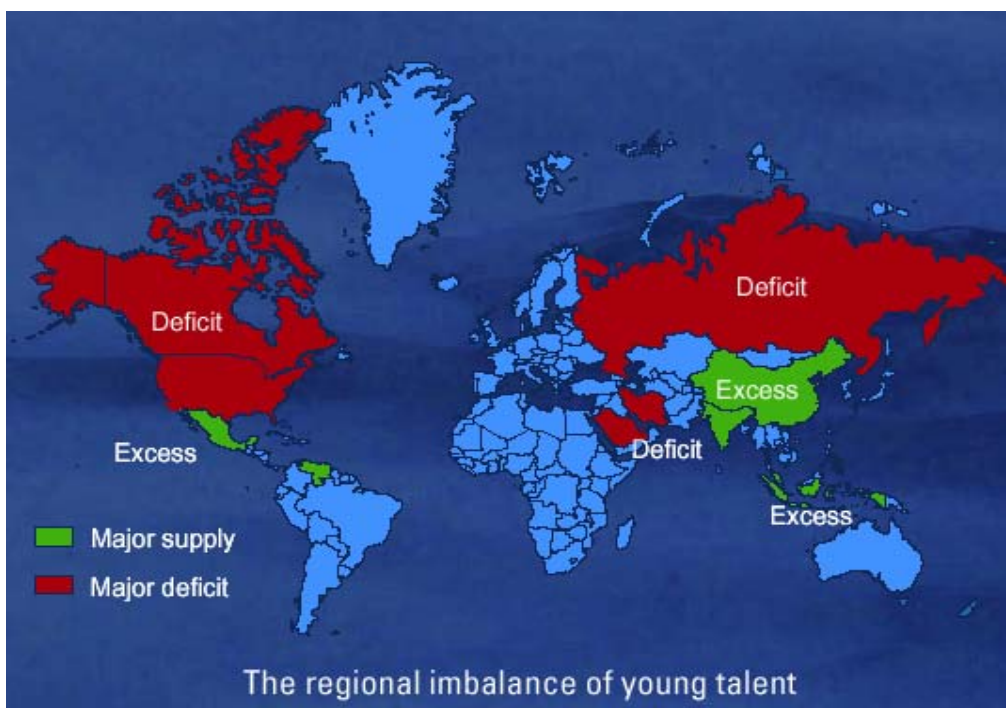 Deficit
Deficit
Excess
Excess
Deficit
Excess
Major supply
Major deficit
The regional imbalance of young talent